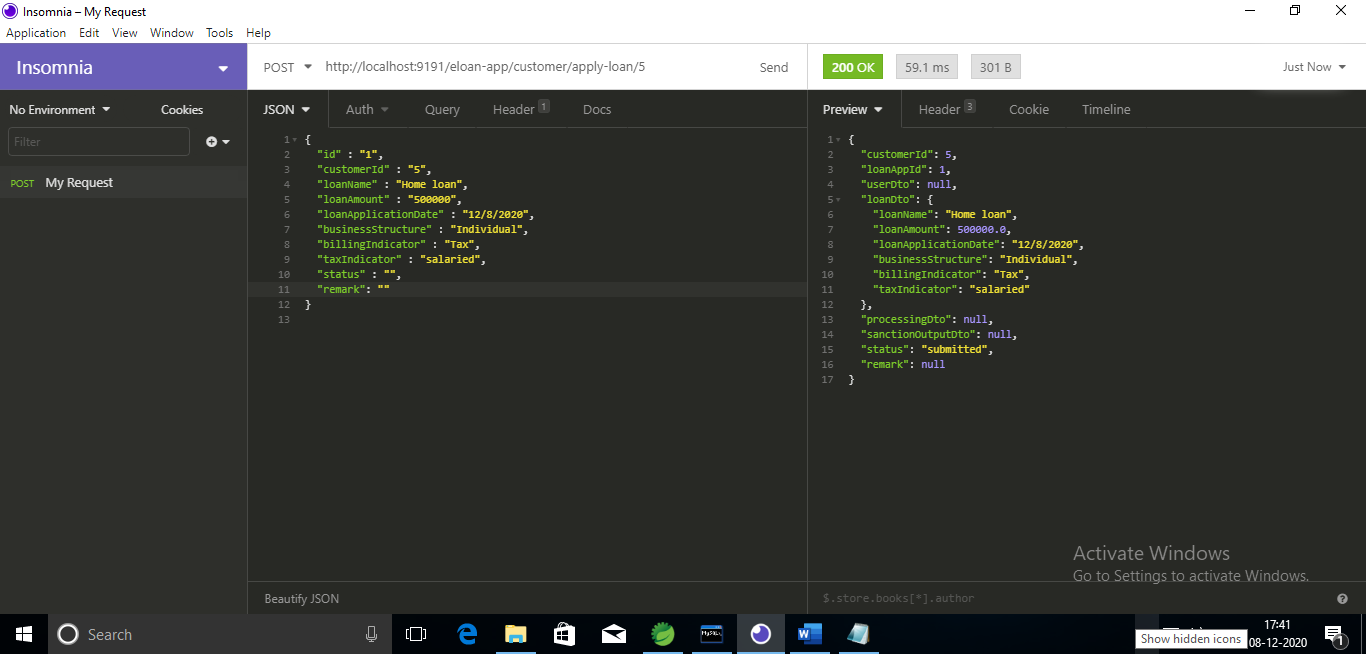 Insomnia – My Request
Application Edit View Window Tools Help
Insomnia
POST http://localhost:9191/eloan-app/customer/apply-loan/5 Send
200 OK 59.1 ms 301 B Just Now
No Environment Cookies
Filter
POST My Request
JSON Auth Query Header 1 Docs
1 {
2 "id" : "1",
3 "customerId" : "5",
4 "loanName" : "Home loan",
5 "loanAmount" : "500000",
6 "loanApplicationDate" : "12/8/2020",
7 "businessStructure" : "Individual",
8 "billingIndicator" : "Tax",
9 "taxIndicator" : "salaried",
10 "status" : "",
11 "remark": ""
12 }
13
Beautify JSON
Preview Header 3 Cookie Timeline
1 {
2 "customerId": 5,
3 "loanAppId": 1,
4 "userDto": null,
5 "loanDto": {
6 "loanName": "Home loan",
7 "loanAmount": 500000.0,
8 "loanApplicationDate": "12/8/2020",
9 "businessStructure": "Individual",
10 "billingIndicator": "Tax",
11 "taxIndicator": "salaried"
12 },
13 "processingDto": null,
14 "sanctionOutputDto": null,
15 "status": "submitted",
16 "remark": null
17 }
Activate Windows
Go to Settings to activate Windows.
$.store.books[*].author
Search
MySQL
Show hidden icons
17:41
08-12-2020
1